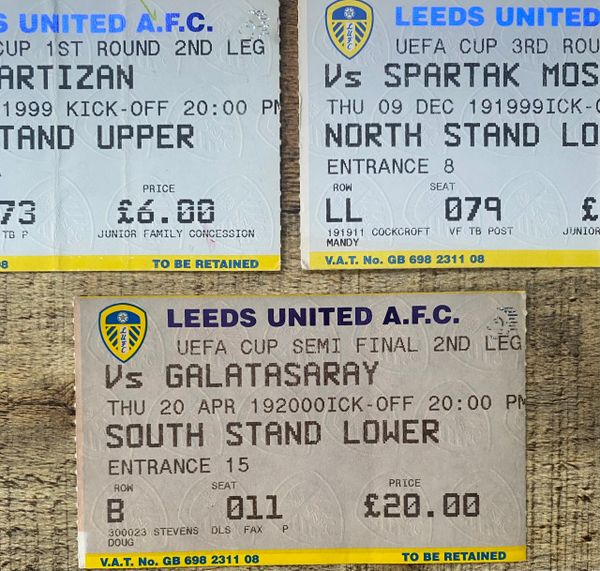 S UNITED A.F.C.
CUP 1ST ROUND 2ND LEG
ARTIZAN
1999 KICK-OFF 20:00 PM
TAND UPPER
PRICE
73 £6.00
TB P JUNIOR FAMILY CONCESSION
8 TO BE RETAINED
LEEDS UNITED
UEFA CUP 3RD ROU
Vs SPARTAK MOS
THU 09 DEC 191999ICK-O
NORTH STAND LO
ENTRANCE 8
ROW SEAT
LL 079 £
191911 COCKCROFT VF TB POST JUNIOR
MANDY
V.A.T. No. GB 698 2311 08
LEEDS UNITED A.F.C.
UEFA CUP SEMI FINAL 2ND LEG
Vs GALATASARAY
THU 20 APR 192000ICK-OFF 20:00 PM
SOUTH STAND LOWER
ENTRANCE 15
ROW SEAT PRICE
B 011 £20.00
300023 STEVENS DLS FAX P
DOUG
V.A.T. No. GB 698 2311 08 TO BE RETAINED